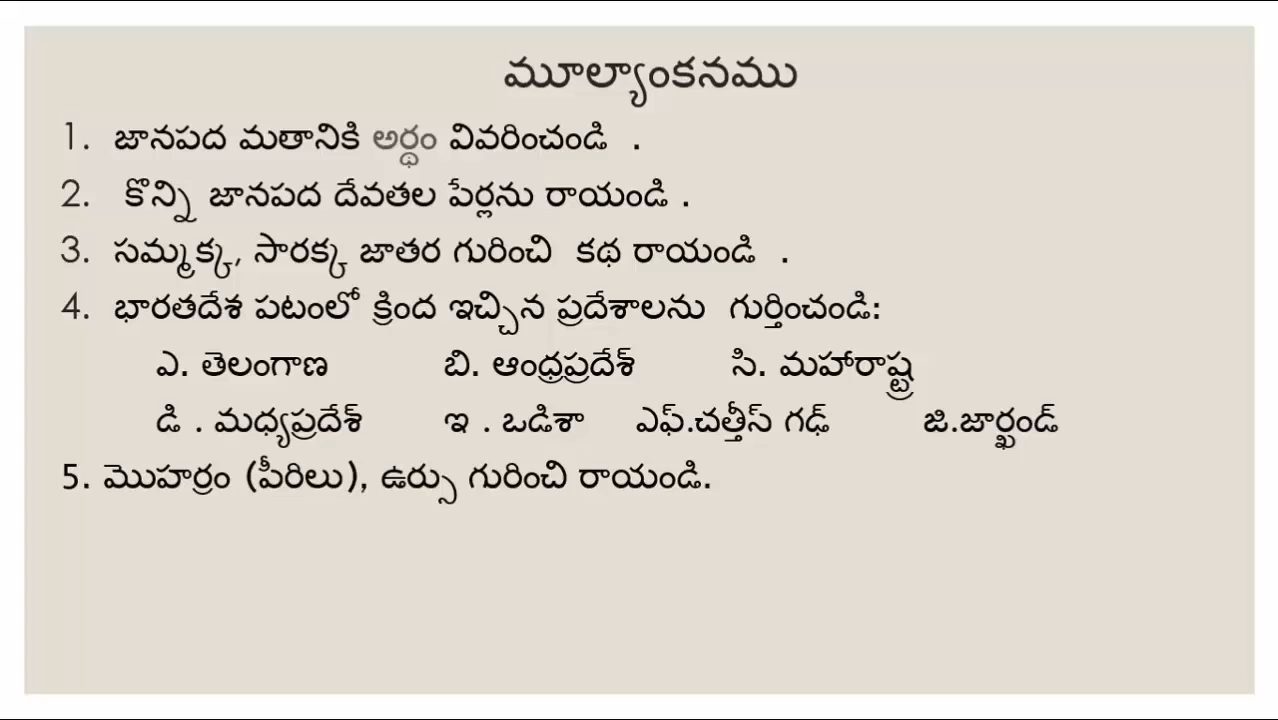 మూల్యాంకనము
1. జానపద మతానికి అర్థం వివరించండి .
2. కొన్ని జానపద దేవతల పేర్లను రాయండి .
3. సమ్మక్క, సారక్క జాతర గురించి కథ రాయండి .
4. భారతదేశ పటంలో క్రింద ఇచ్చిన ప్రదేశాలను గుర్తించండి:
ఎ. తెలంగాణ బి. ఆంధ్రప్రదేశ్ సి. మహారాష్ట్ర
డి . మధ్యప్రదేశ్ ఇ . ఒడిశా ఎఫ్.చత్తీస్ గఢ్ జి.జార్ఖండ్
5. మొహర్రం (పీరిలు), ఉర్సు గురించి రాయండి.